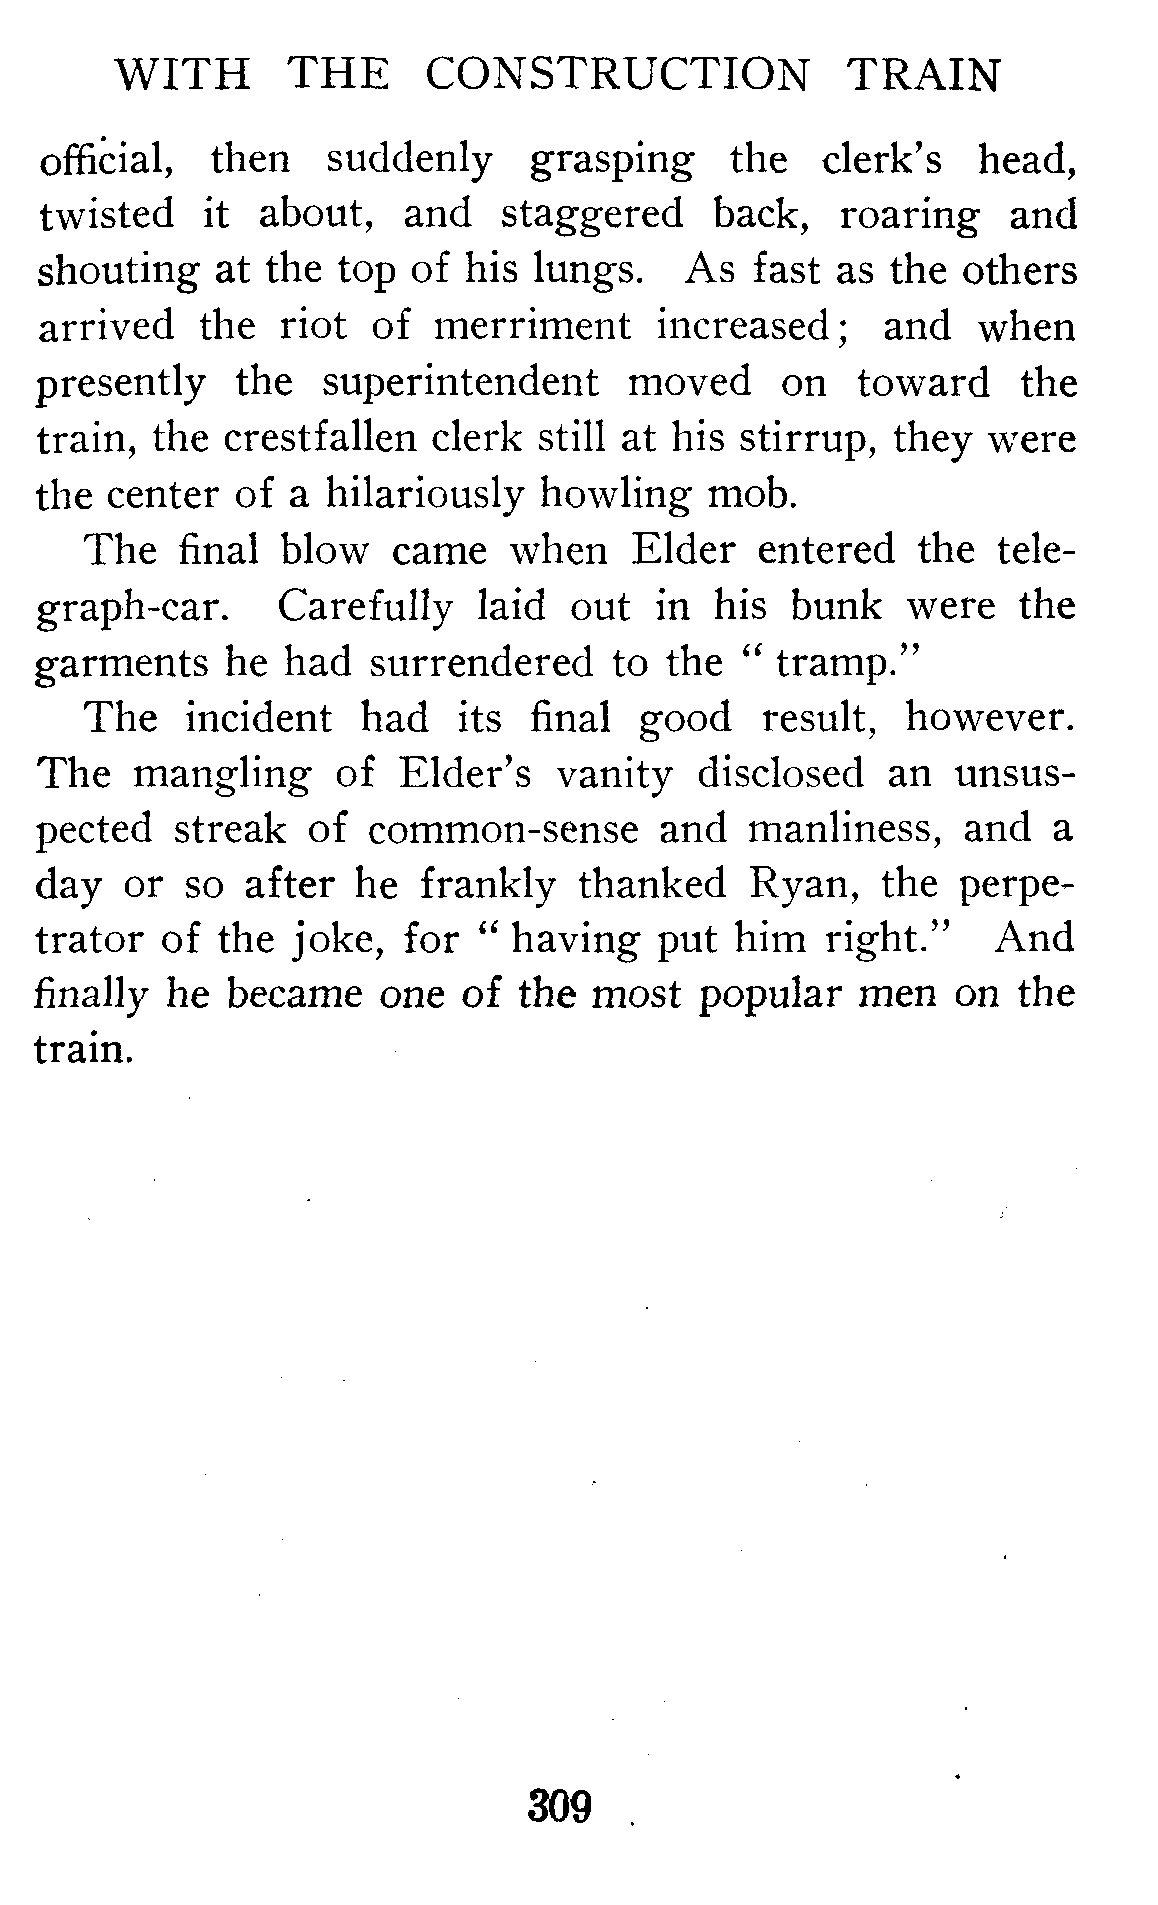 WITH THE CONSTRUCTION TRAIN
official, then suddenly grasping the clerk's head,
twisted it about, and staggered back, roaring and
shouting at the top of his lungs. As fast as the others
arrived the riot of merriment increased; and when
presently the superintendent moved on toward the
train, the crestfallen clerk still at his stirrup, they were
the center of a hilariously howling mob.
The final blow came when Elder entered the tele-
graph-car. Carefully laid out in his bunk were the
garments he had surrendered to the “ tramp.”
The incident had its final good result, however.
The mangling of Elder's vanity disclosed an unsus-
pected streak of common-sense and manliness, and a
day or so after he frankly thanked Ryan, the perpe-
trator of the joke, for “ having put him right.” And
finally he became one of the most popular men on the
train.
309